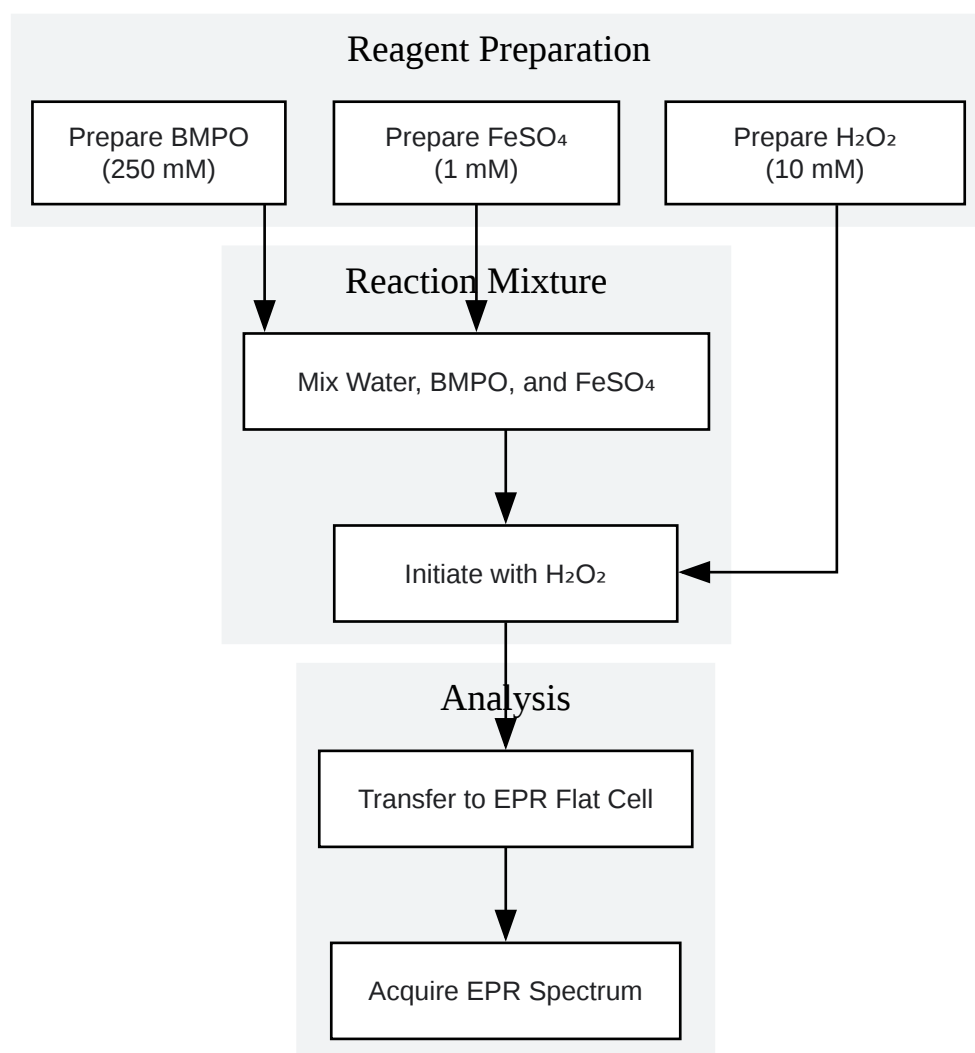 Reagent Preparation
Prepare BMPO
(250 mM)
Prepare FeSO₄
(1 mM)
Prepare H₂O₂
(10 mM)
Reaction Mixture
Mix Water, BMPO, and FeSO₄
Initiate with H₂O₂
Analysis
Transfer to EPR Flat Cell
Acquire EPR Spectrum